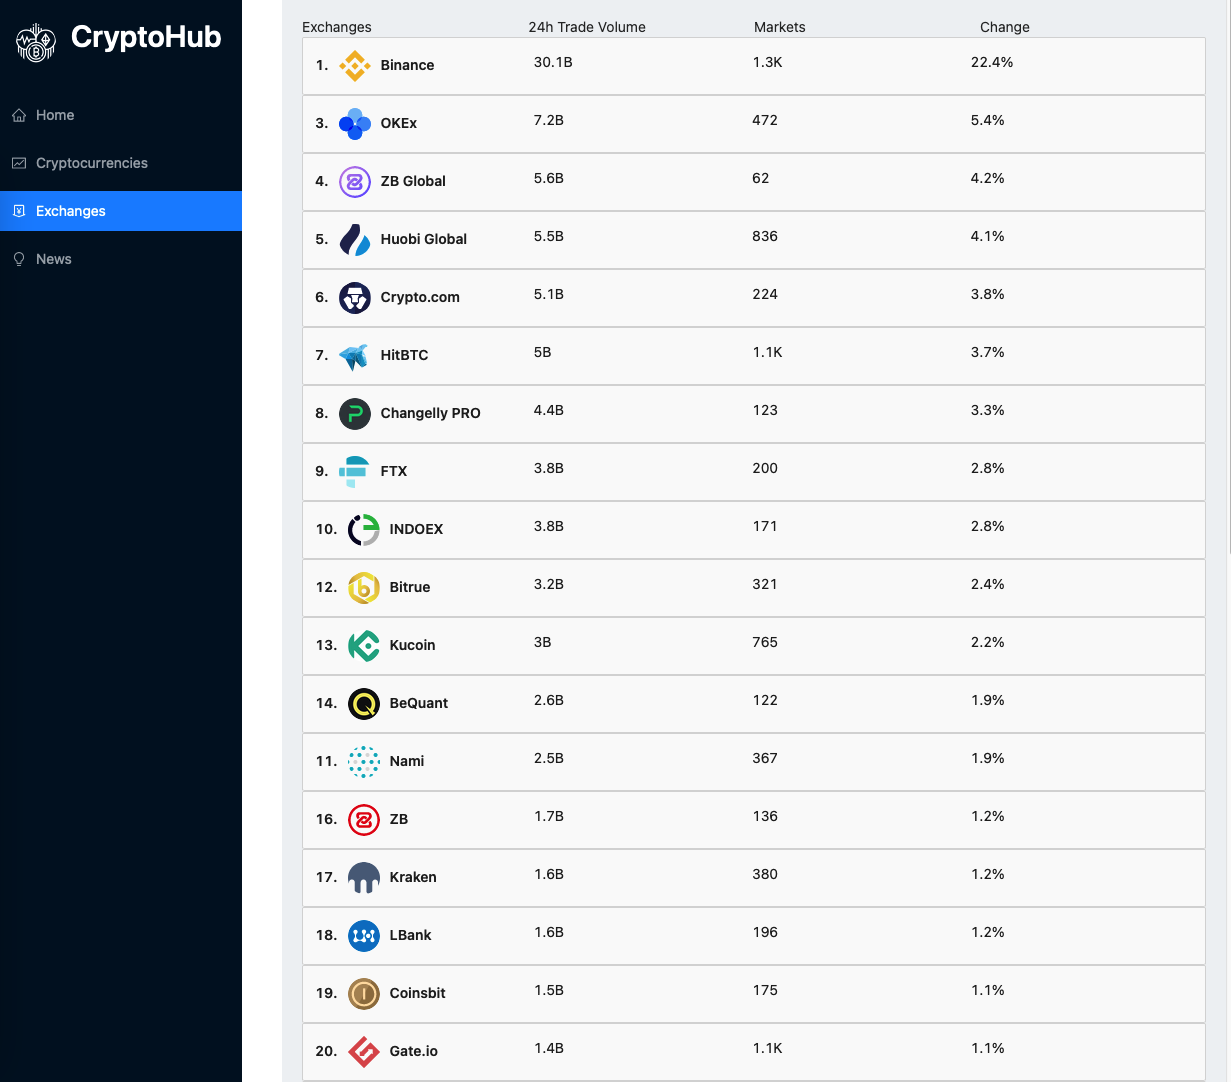 CryptoHub
Home
Cryptocurrencies
Exchanges
News
Exchanges 24h Trade Volume Markets Change
1. Binance 30.1B 1.3K 22.4%
3. OKEx 7.2B 472 5.4%
4. ZB Global 5.6B 62 4.2%
5. Huobi Global 5.5B 836 4.1%
6. Crypto.com 5.1B 224 3.8%
7. HitBTC 5B 1.1K 3.7%
8. Changelly PRO 4.4B 123 3.3%
9. FTX 3.8B 200 2.8%
10. INDOEX 3.8B 171 2.8%
12. Bitrue 3.2B 321 2.4%
13. Kucoin 3B 765 2.2%
14. BeQuant 2.6B 122 1.9%
11. Nami 2.5B 367 1.9%
16. ZB 1.7B 136 1.2%
17. Kraken 1.6B 380 1.2%
18. LBank 1.6B 196 1.2%
19. Coinsbit 1.5B 175 1.1%
20. Gate.io 1.4B 1.1K 1.1%